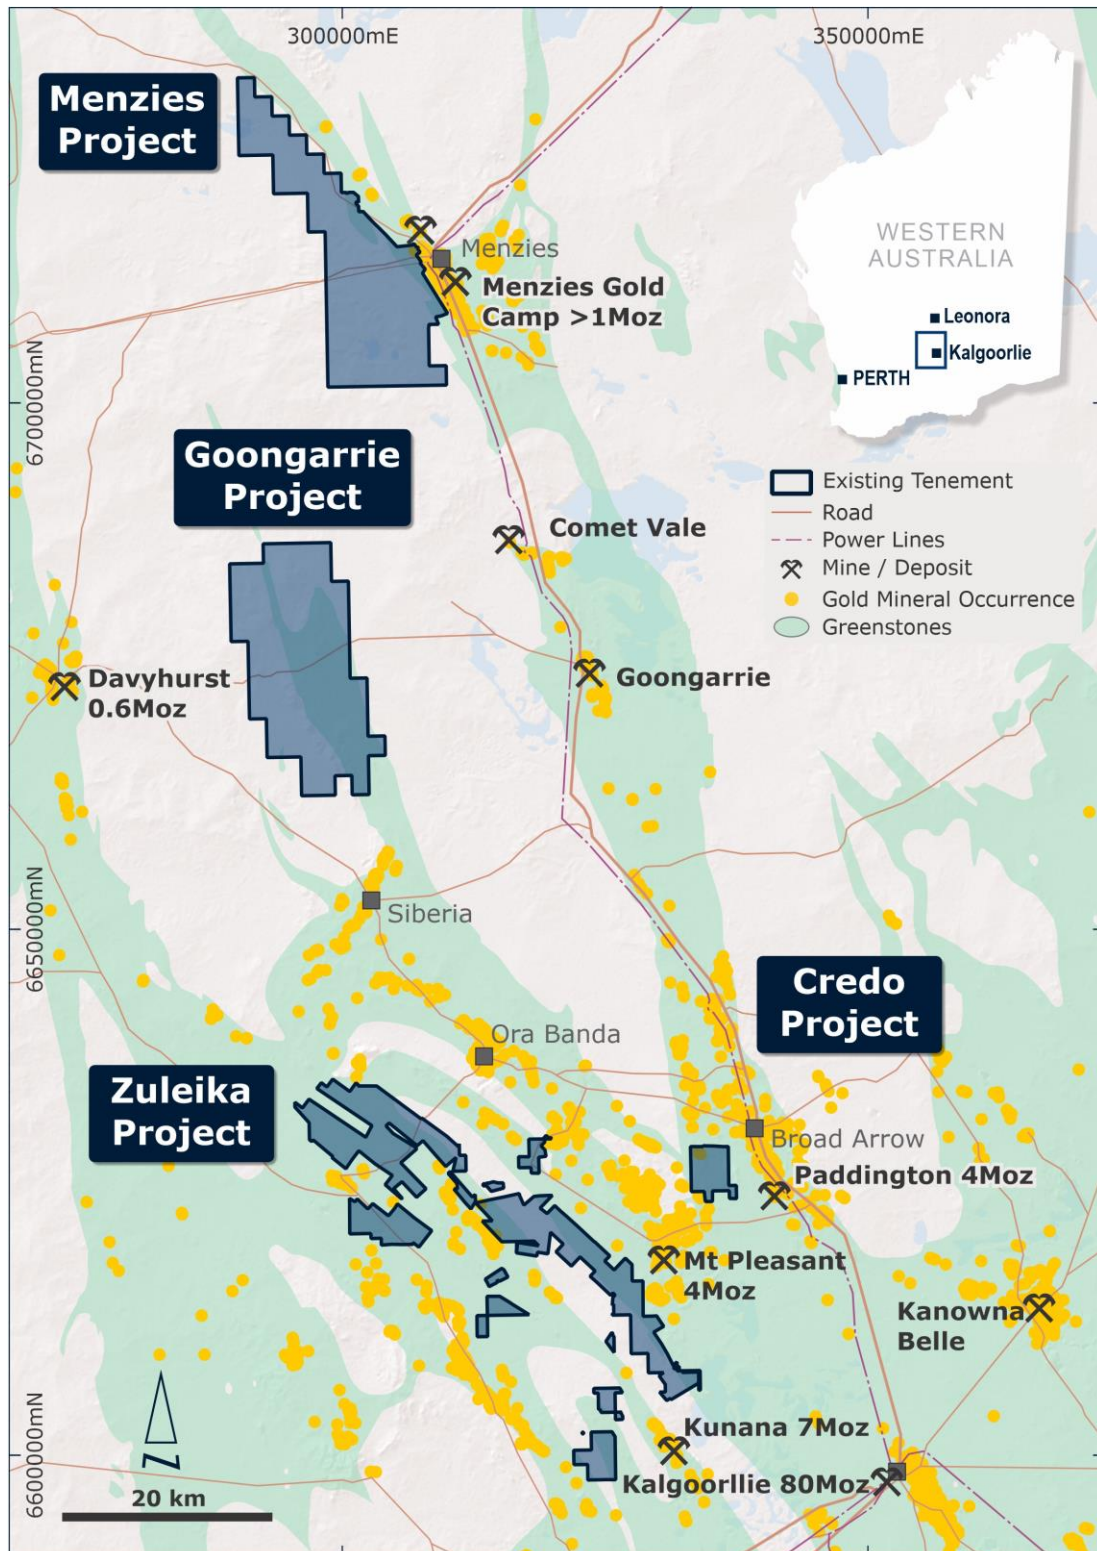 300000mE
350000mE
Menzies
Project
WESTERN
AUSTRALIA
Leonora
Kalgoorlie
PERTH
Menzies
Menzies Gold
Camp >1Moz
6700000mN
Goongarrie
Project
Existing Tenement
Road
Power Lines
Mine / Deposit
Gold Mineral Occurrence
Greenstones
Comet Vale
Goongarrie
Davyhurst
0.6Moz
Siberia
6650000mN
Credo
Project
Ora Banda
Zuleika
Project
Broad Arrow
Paddington 4Moz
Mt Pleasant
4Moz
Kanowna
Belle
Kunana 7Moz
Kalgoorllie 80Moz
N
20 km
6600000mN